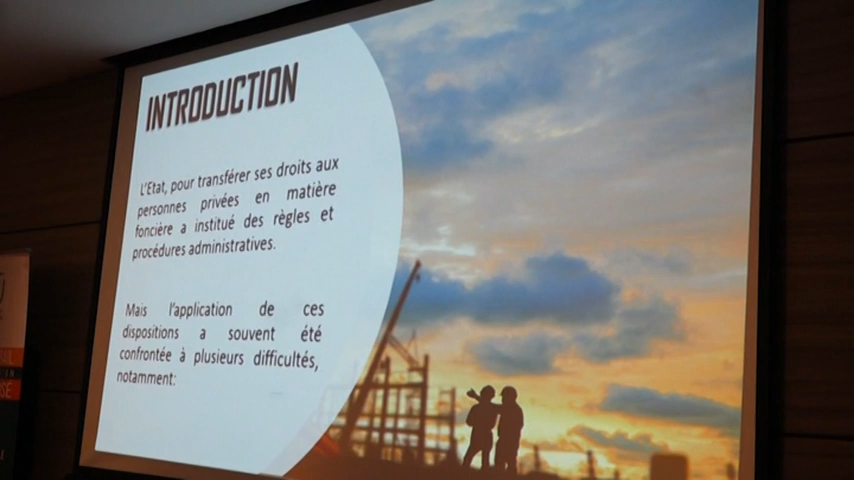 INTRODUCTION
L'Etat, pour transférer ses droits aux
personnes privées en matière
foncière a institué des règles et
procédures administratives.
Mais l'application de ces
dispositions a souvent été
confrontée à plusieurs difficultés,
notamment: